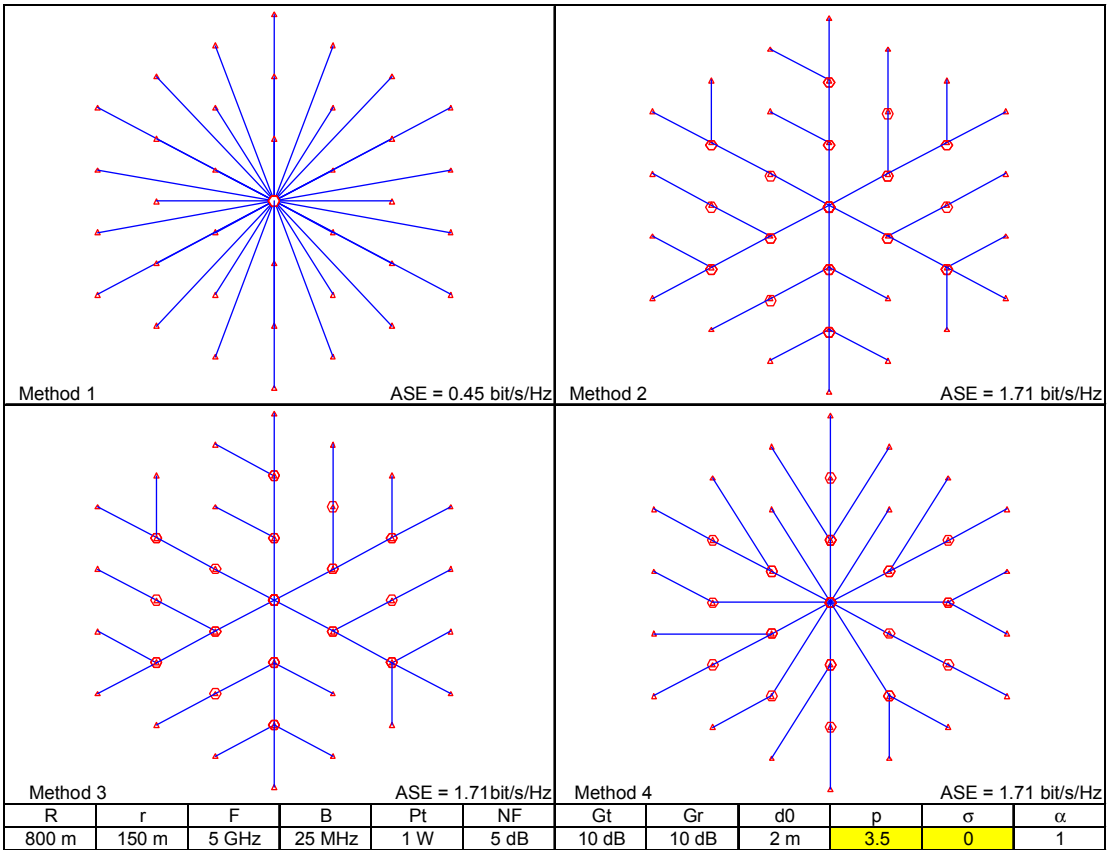 Method 1 ASE = 0.45 bit/s/Hz
Method 2 ASE = 1.71 bit/s/Hz
Method 3 ASE = 1.71bit/s/Hz
Method 4 ASE = 1.71 bit/s/Hz
R r F B Pt NF Gt Gr d0 p σ α
800 m 150 m 5 GHz 25 MHz 1 W 5 dB 10 dB 10 dB 2 m 3.5 0 1